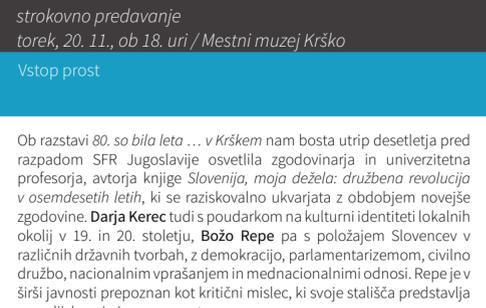 strokovno predavanje
torek, 20. 11., ob 18. uri / Mestni muzej Krško
Vstop prost
Ob razstavi 80. so bila leta … v Krškem nam bosta utrip desetletja pred
razpadom SFR Jugoslavije osvetlila zgodovinarja in univerzitetna
profesorja, avtorja knjige Slovenija, moja dežela: družbena revolucija
v osemdesetih letih, ki se raziskovalno ukvarjata z obdobjem novejše
zgodovine. Darja Kerec tudi s poudarkom na kulturni identiteti lokalnih
okolij v 19. in 20. stoletju, Božo Repe pa s položajem Slovencev v
različnih državnih tvorbah, z demokracijo, parlamentarizemom, civilno
družbo, nacionalnim vprašanjem in mednacionalnimi odnosi. Repe je v
širši javnosti prepoznan kot kritični mislec, ki svoje stališča predstavlja